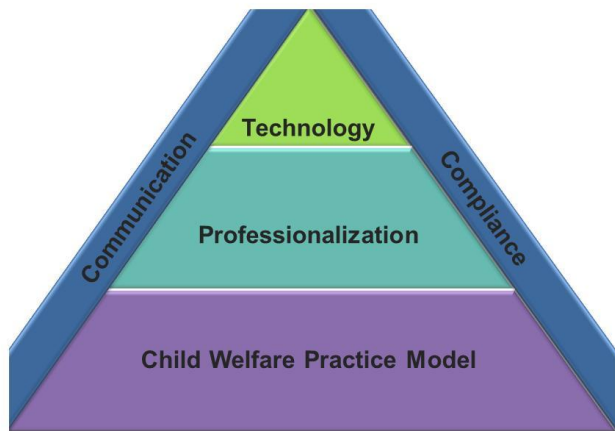 Technology
Communication
Compliance
Professionalization
Child Welfare Practice Model